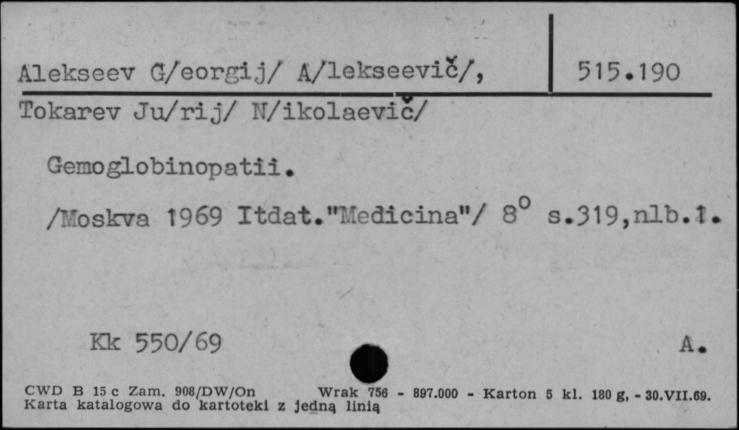 Alekseev G/eorgij/ A/lekseevič/, 515.190
Tokarev Ju/rij/ N/ikolaevič/
Gemoglobinopatii.
/Moskva 1969 Itdat."Medicina"/ 8° s.319,nlb.1.
Kk 550/69 A.
CWD B 15 c Zam. 908/DW/On Wrak 756 - 897.000 - Karton 5 kl. 180 g, - 30.VII.69.
Karta katalogowa do kartoteki z jedną linią